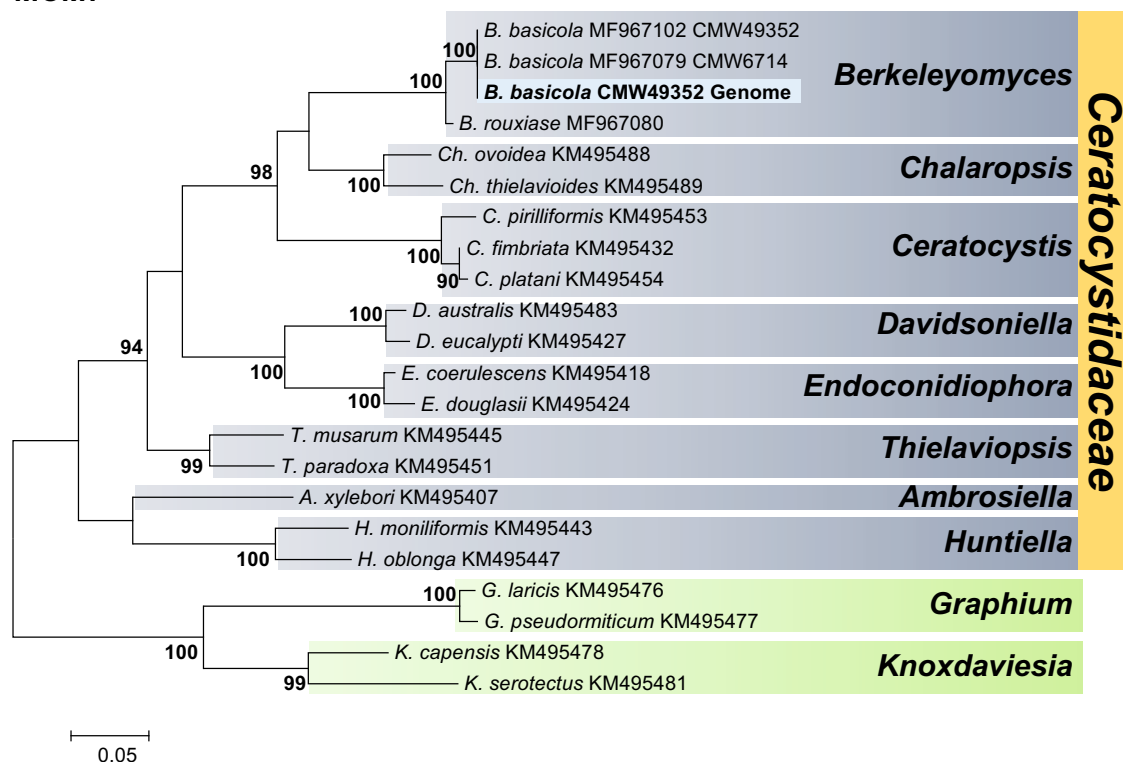 100
B. basicola MF967102 CMW49352
B. basicola MF967079 CMW6714
100
B. basicola CMW49352 Genome
B. rouxiase MF967080
Berkeleyomyces
Ch. ovoidea KM495488
100
Ch. thielavioides KM495489
Chalaropsis
98
C. pirilliformis KM495453
100
C. fimbriata KM495432
90
C. platani KM495454
Ceratocystis
100
D. australis KM495483
D. eucalypti KM495427
Davidsoniella
94
100
E. coerulescens KM495418
100
E. douglasii KM495424
Endoconidiophora
T. musarum KM495445
99
T. paradoxa KM495451
Thielaviopsis
A. xylebori KM495407
Ambrosiella
H. moniliformis KM495443
100
H. oblonga KM495447
Huntiella
Ceratocystidaceae
100
G. laricis KM495476
G. pseudormiticum KM495477
Graphium
100
K. capensis KM495478
99
K. serotectus KM495481
Knoxdaviesia
0.05